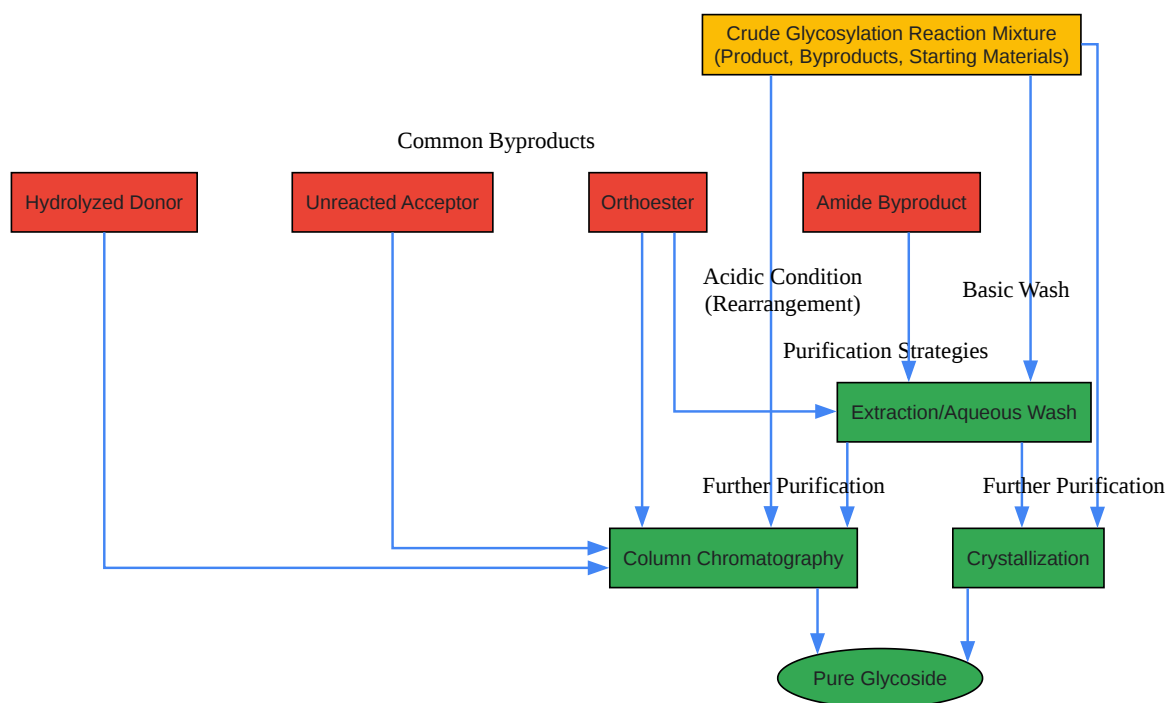 Crude Glycosylation Reaction Mixture
(Product, Byproducts, Starting Materials)
Common Byproducts
Hydrolyzed Donor
Unreacted Acceptor
Orthoester
Amide Byproduct
Acidic Condition
(Rearrangement)
Basic Wash
Purification Strategies
Extraction/Aqueous Wash
Further Purification
Further Purification
Column Chromatography
Crystallization
Pure Glycoside